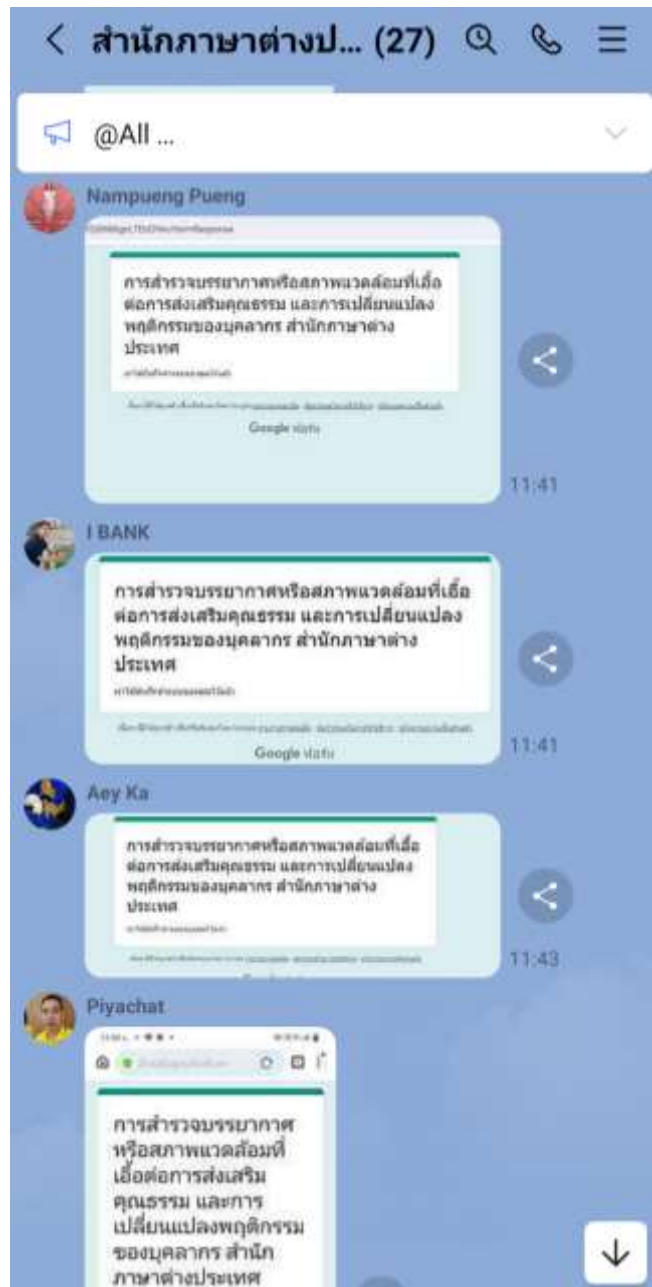 สำนักภาษาต่างป... (27)
@All ...
Nampueng Pueng
การสำรวจบรรยากาศหรือสภาพแวดล้อมที่เอื้อ
ต่อการส่งเสริมคุณธรรม และการเปลี่ยนแปลง
พฤติกรรมของบุคลากร สำนักภาษาต่าง
ประเทศ
Google ฟอร์ม
11:41
I BANK
การสำรวจบรรยากาศหรือสภาพแวดล้อมที่เอื้อ
ต่อการส่งเสริมคุณธรรม และการเปลี่ยนแปลง
พฤติกรรมของบุคลากร สำนักภาษาต่าง
ประเทศ
Google ฟอร์ม
11:41
Aey Ka
การสำรวจบรรยากาศหรือสภาพแวดล้อมที่เอื้อ
ต่อการส่งเสริมคุณธรรม และการเปลี่ยนแปลง
พฤติกรรมของบุคลากร สำนักภาษาต่าง
ประเทศ
11:43
Piyachat
การสำรวจบรรยากาศ
หรือสภาพแวดล้อมที่
เอื้อต่อการส่งเสริม
คุณธรรม และการ
เปลี่ยนแปลงพฤติกรรม
ของบุคลากร สำนัก
ภาษาต่างประเทศ